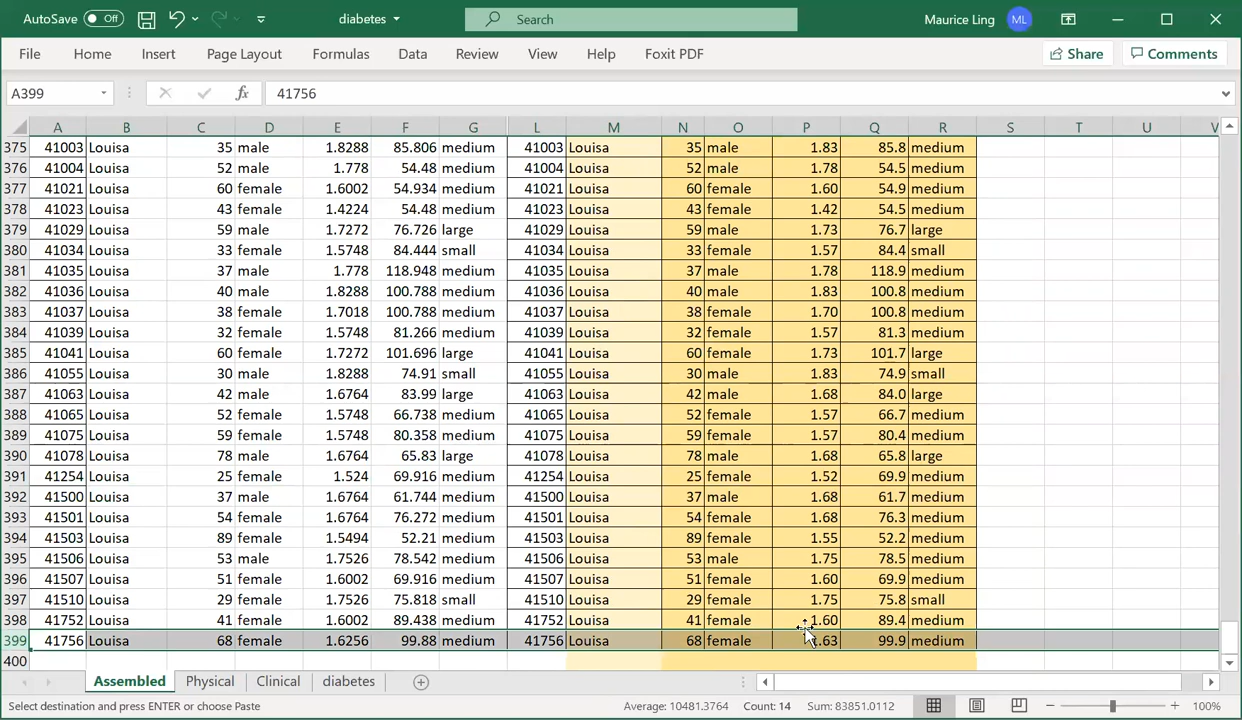 AutoSave Off diabetes Search Maurice Ling ML
File Home Insert Page Layout Formulas Data Review View Help Foxit PDF Share Comments
A399 fx 41756
A B C D E F G L M N O P Q R S T U V
375 41003 Louisa 35 male 1.8288 85.806 medium 41003 Louisa 35 male 1.83 85.8 medium
376 41004 Louisa 52 male 1.778 54.48 medium 41004 Louisa 52 male 1.78 54.5 medium
377 41021 Louisa 60 female 1.6002 54.934 medium 41021 Louisa 60 female 1.60 54.9 medium
378 41023 Louisa 43 female 1.4224 54.48 medium 41023 Louisa 43 female 1.42 54.5 medium
379 41029 Louisa 59 male 1.7272 76.726 large 41029 Louisa 59 male 1.73 76.7 large
380 41034 Louisa 33 female 1.5748 84.444 small 41034 Louisa 33 female 1.57 84.4 small
381 41035 Louisa 37 male 1.778 118.948 medium 41035 Louisa 37 male 1.78 118.9 medium
382 41036 Louisa 40 male 1.8288 100.788 medium 41036 Louisa 40 male 1.83 100.8 medium
383 41037 Louisa 38 female 1.7018 100.788 medium 41037 Louisa 38 female 1.70 100.8 medium
384 41039 Louisa 32 female 1.5748 81.266 medium 41039 Louisa 32 female 1.57 81.3 medium
385 41041 Louisa 60 female 1.7272 101.696 large 41041 Louisa 60 female 1.73 101.7 large
386 41055 Louisa 30 male 1.8288 74.91 small 41055 Louisa 30 male 1.83 74.9 small
387 41063 Louisa 42 male 1.6764 83.99 large 41063 Louisa 42 male 1.68 84.0 large
388 41065 Louisa 52 female 1.5748 66.738 medium 41065 Louisa 52 female 1.57 66.7 medium
389 41075 Louisa 59 female 1.5748 80.358 medium 41075 Louisa 59 female 1.57 80.4 medium
390 41078 Louisa 78 male 1.6764 65.83 large 41078 Louisa 78 male 1.68 65.8 large
391 41254 Louisa 25 female 1.524 69.916 medium 41254 Louisa 25 female 1.52 69.9 medium
392 41500 Louisa 37 male 1.6764 61.744 medium 41500 Louisa 37 male 1.68 61.7 medium
393 41501 Louisa 54 female 1.6764 76.272 medium 41501 Louisa 54 female 1.68 76.3 medium
394 41503 Louisa 89 female 1.5494 52.21 medium 41503 Louisa 89 female 1.55 52.2 medium
395 41506 Louisa 53 male 1.7526 78.542 medium 41506 Louisa 53 male 1.75 78.5 medium
396 41507 Louisa 51 female 1.6002 69.916 medium 41507 Louisa 51 female 1.60 69.9 medium
397 41510 Louisa 29 female 1.7526 75.818 small 41510 Louisa 29 female 1.75 75.8 small
398 41752 Louisa 41 female 1.6002 89.438 medium 41752 Louisa 41 female 1.60 89.4 medium
399 41756 Louisa 68 female 1.6256 99.88 medium 41756 Louisa 68 female 1.63 99.9 medium
400
Assembled Physical Clinical diabetes
Select destination and press ENTER or choose Paste Average: 10481.3764 Count: 14 Sum: 83851.0112 100%